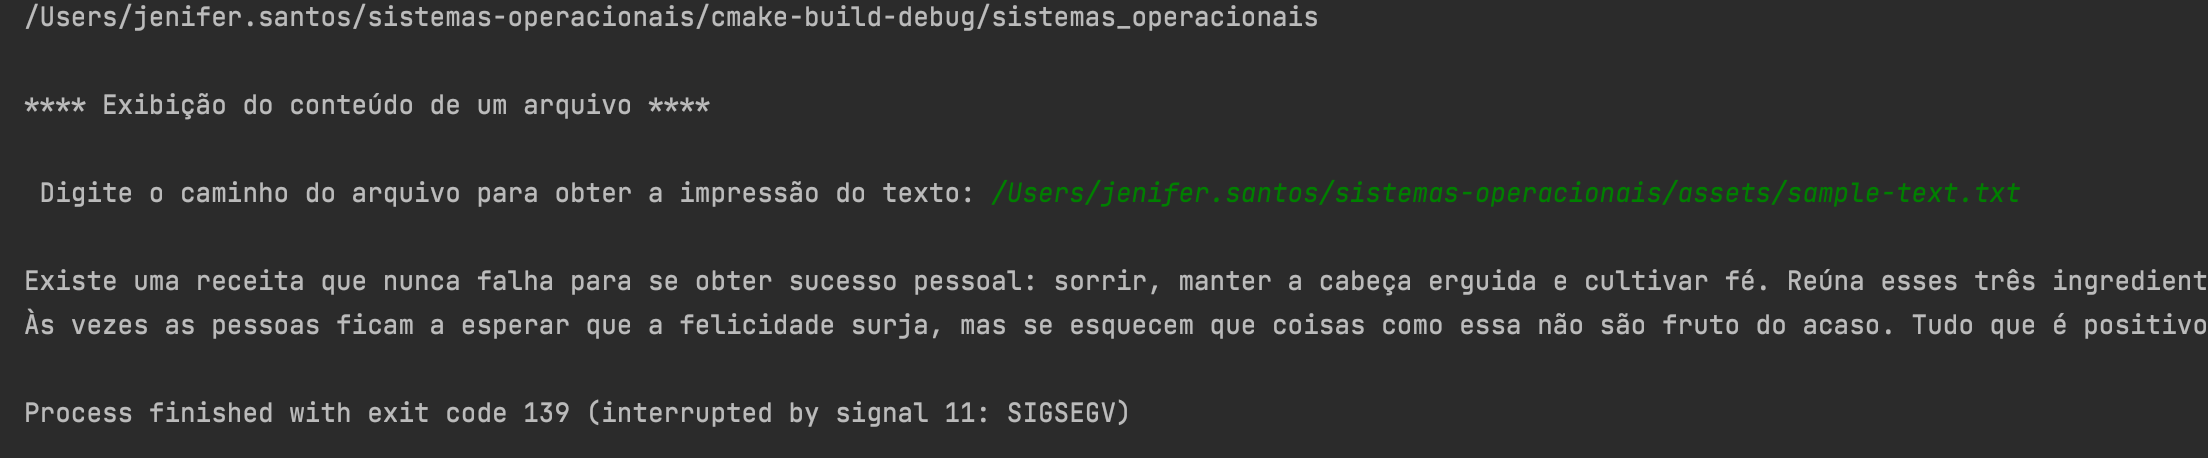 /Users/jenifer.santos/sistemas-operacionais/cmake-build-debug/sistemas_operacionais
**** Exibição do conteúdo de um arquivo ****
Digite o caminho do arquivo para obter a impressão do texto: /Users/jenifer.santos/sistemas-operacionais/assets/sample-text.txt
Existe uma receita que nunca falha para se obter sucesso pessoal: sorrir, manter a cabeça erguida e cultivar fé. Reúna esses três ingredient
Às vezes as pessoas ficam a esperar que a felicidade surja, mas se esquecem que coisas como essa não são fruto do acaso. Tudo que é positivo
Process finished with exit code 139 (interrupted by signal 11: SIGSEGV)